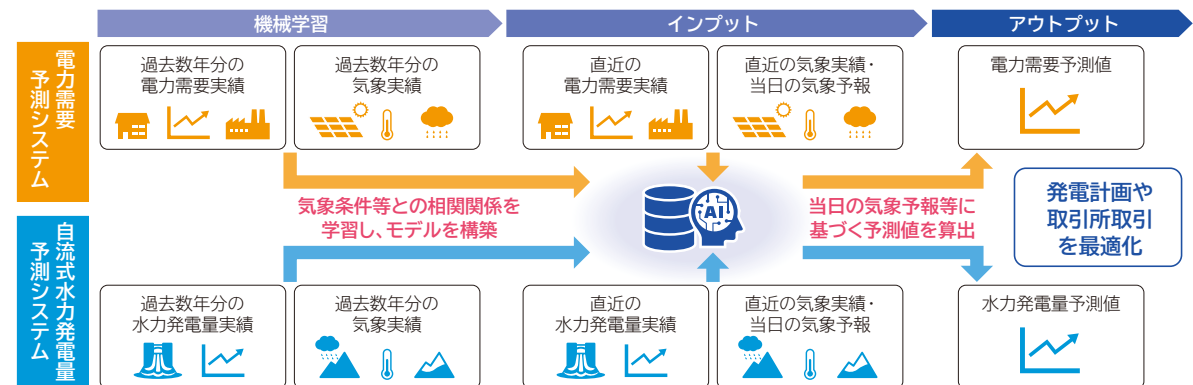 機械学習
インプット
アウトプット
電力需要
予測システム
過去数年分の
電力需要実績
過去数年分の
気象実績
直近の
電力需要実績
直近の気象実績・
当日の気象予報
電力需要予測値
気象条件等との相関関係を
学習し、モデルを構築
AI
当日の気象予報等に
基づく予測値を算出
発電計画や
取引所取引
を最適化
自流式水力発電量
予測システム
過去数年分の
水力発電量実績
過去数年分の
気象実績
直近の
水力発電量実績
直近の気象実績・
当日の気象予報
水力発電量予測値